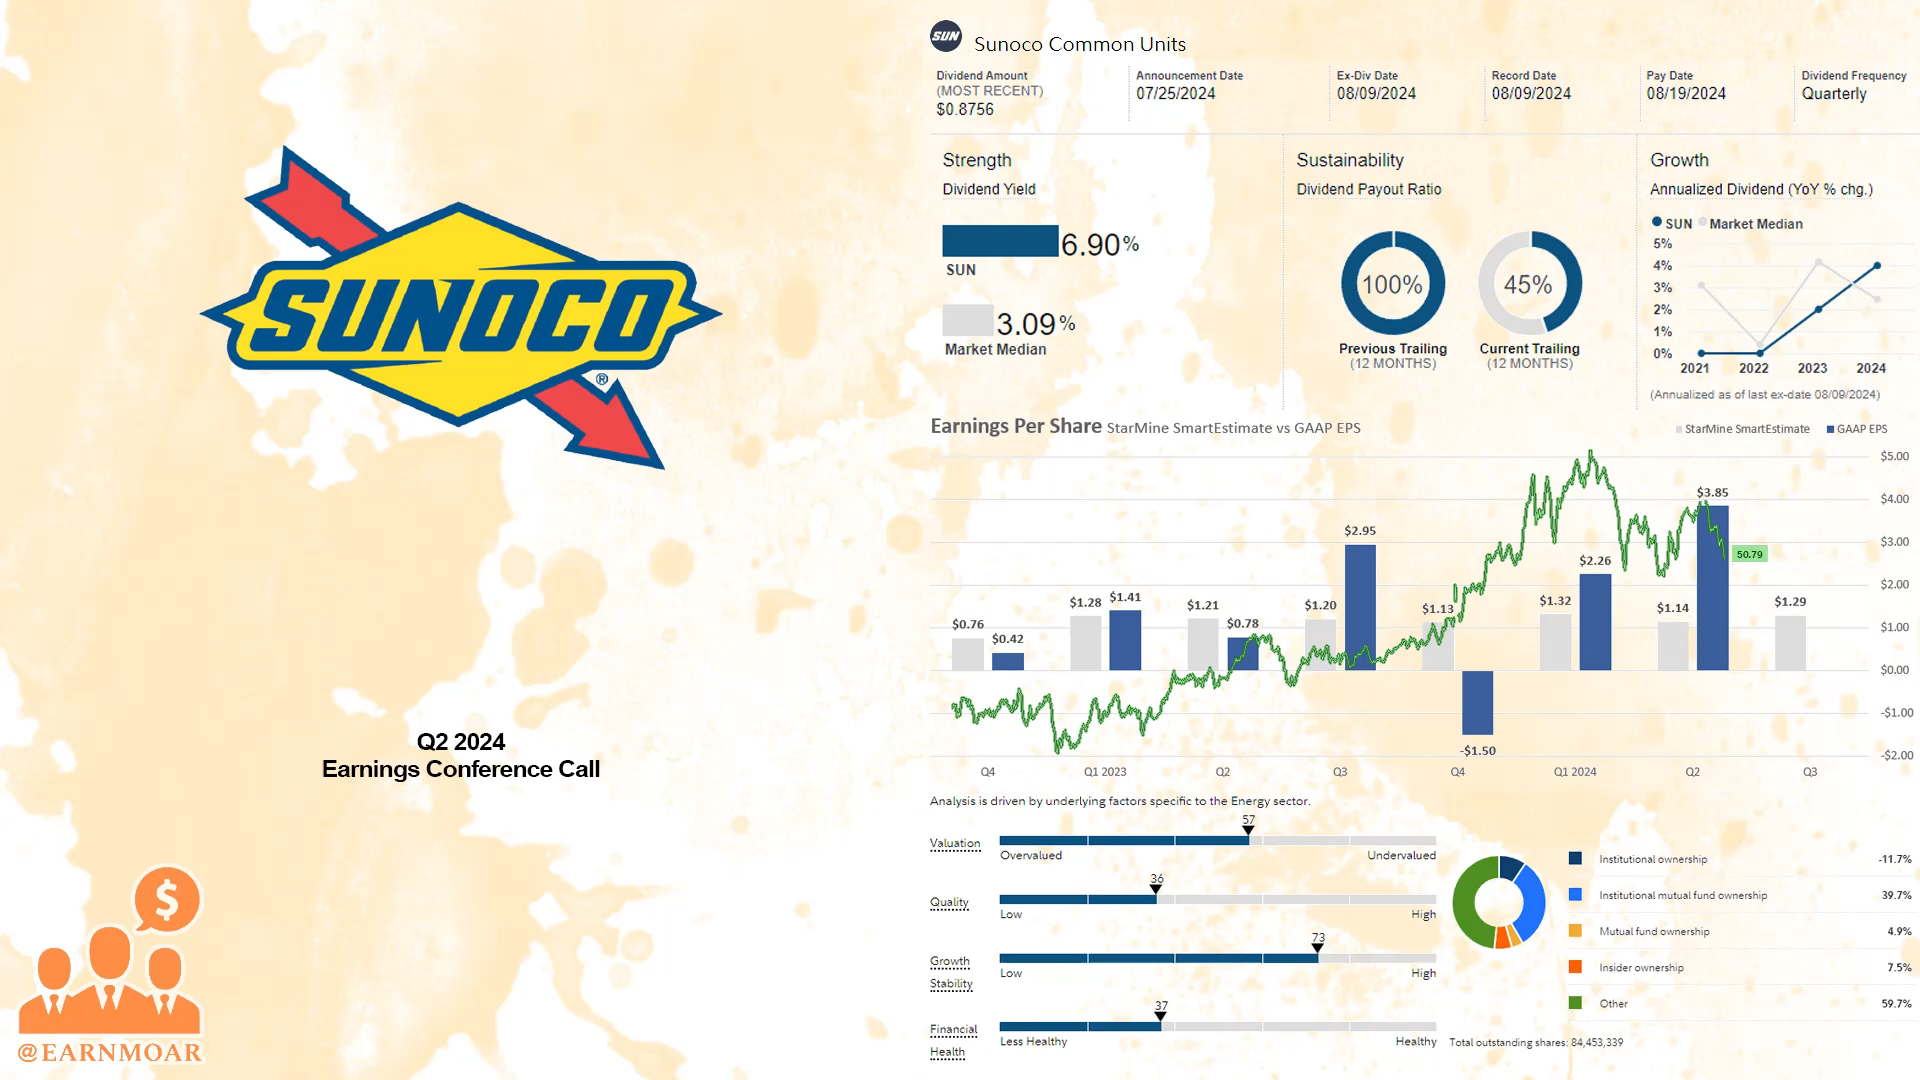 SUNOCO
®
Q2 2024
Earnings Conference Call
$
@EARNMOAR
SUN
Sunoco Common Units
Dividend Amount
(MOST RECENT)
$0.8756
Announcement Date
07/25/2024
Ex-Div Date
08/09/2024
Record Date
08/09/2024
Pay Date
08/19/2024
Dividend Frequency
Quarterly
Strength
Dividend Yield
6.90%
SUN
3.09%
Market Median
Sustainability
Dividend Payout Ratio
100%
Previous Trailing
(12 MONTHS)
45%
Current Trailing
(12 MONTHS)
Growth
Annualized Dividend (YoY % chg.)
SUN Market Median
5%
4%
3%
2%
1%
0%
2021 2022 2023 2024
(Annualized as of last ex-date 08/09/2024)
Earnings Per Share StarMine SmartEstimate vs GAAP EPS
StarMine SmartEstimate GAAP EPS
$5.00
$4.00
$3.00
$2.00
$1.00
$0.00
-$1.00
-$2.00
$0.76
$0.42
$1.28
$1.41
$1.21
$0.78
$1.20
$2.95
$1.13
-$1.50
$1.32
$2.26
$1.14
$3.85
50.79
$1.29
Q4 Q1 2023 Q2 Q3 Q4 Q1 2024 Q2 Q3
Analysis is driven by underlying factors specific to the Energy sector.
57
Valuation
Overvalued Undervalued
36
Quality
Low High
73
Growth
Stability
Low High
37
Financial
Health
Less Healthy Healthy
Institutional ownership -11.7%
Institutional mutual fund ownership 39.7%
Mutual fund ownership 4.9%
Insider ownership 7.5%
Other 59.7%
Total outstanding shares: 84,453,339